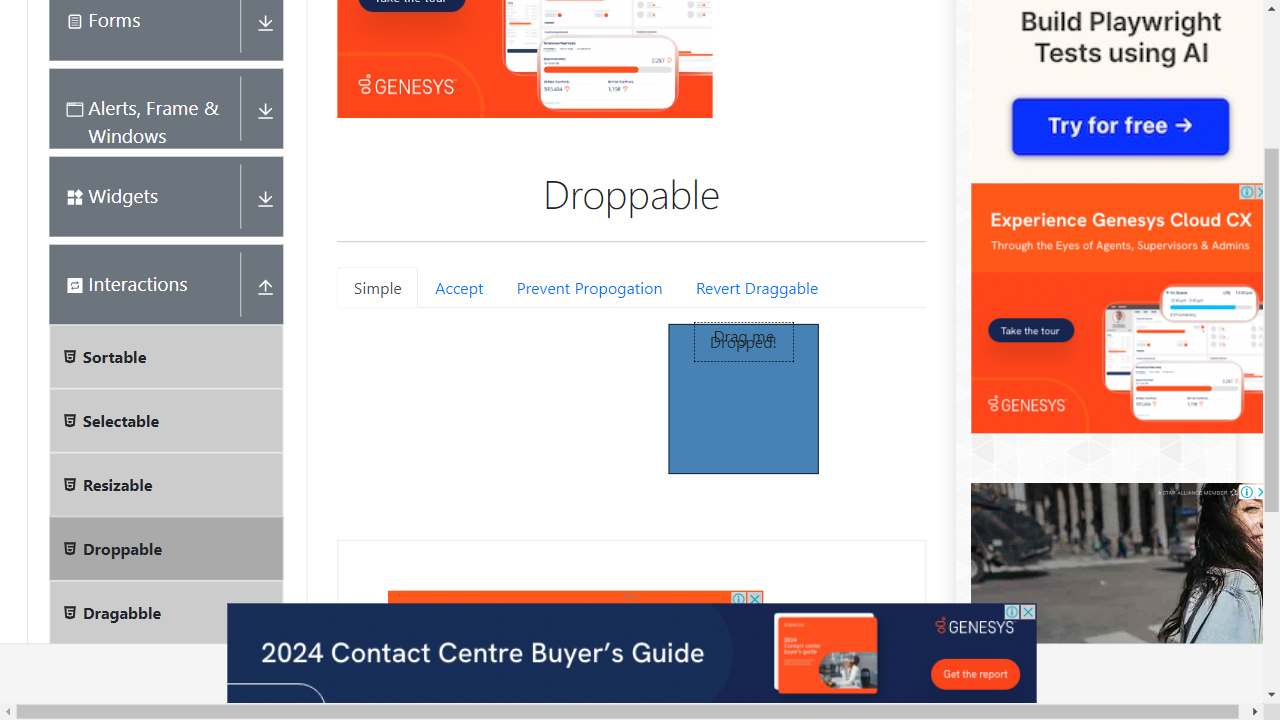 Forms
Alerts, Frame &
Windows
Widgets
Interactions
Sortable
Selectable
Resizable
Droppable
Dragabble
Take the tour
GENESYS
Droppable
Simple
Accept
Prevent Propogation
Revert Draggable
Drag me
Dropped!
Build Playwright
Tests using AI
Try for free →
Experience Genesys Cloud CX
Through the Eyes of Agents, Supervisors & Admins
Take the tour
GENESYS
A STAR ALLIANCE MEMBER
2024 Contact Centre Buyer's Guide
GENESYS
Get the report